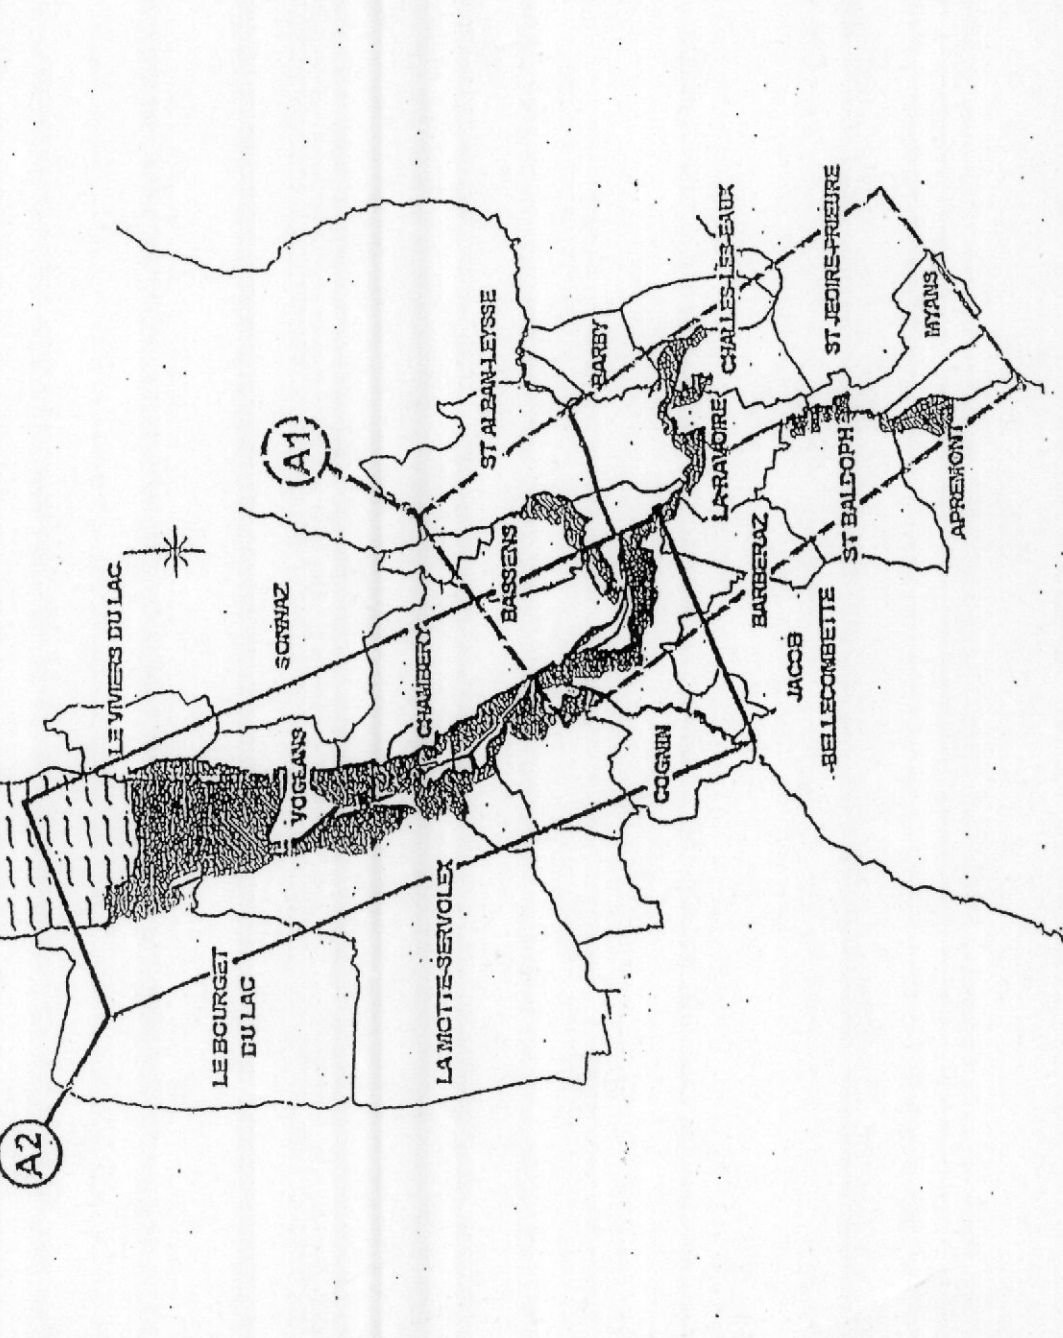 A2
A1
LE VIVIERS DU LAC
SONNAZ
ST ALBAN-LEYSSE
BASSENS
CHAMBERY
VOGLANS
LE BOURGET
DU LAC
LA MOTTE-SERVOLEX
COGNIN
BARBY
CHALLES-LES-EAUX
LA-RAVOIRE
BARBERAZ
JACOB
-BELLECOMBETTE
ST JEOIRE-PRIEURE
MYANS
ST BALDOPH
APREMONT